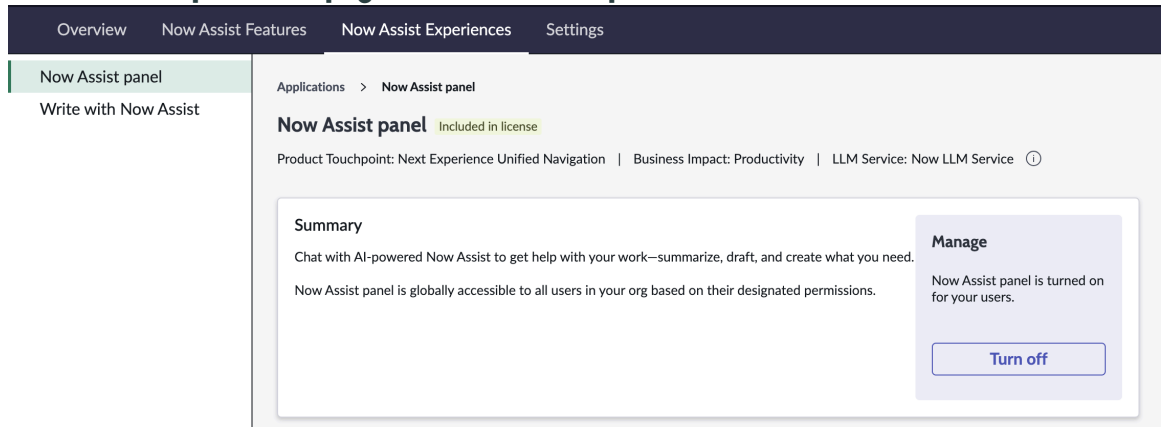 Overview Now Assist Features Now Assist Experiences Settings
Now Assist panel
Write with Now Assist
Applications > Now Assist panel
Now Assist panel Included in license
Product Touchpoint: Next Experience Unified Navigation | Business Impact: Productivity | LLM Service: Now LLM Service
Summary
Chat with AI-powered Now Assist to get help with your work—summarize, draft, and create what you need.
Now Assist panel is globally accessible to all users in your org based on their designated permissions.
Manage
Now Assist panel is turned on
for your users.
Turn off